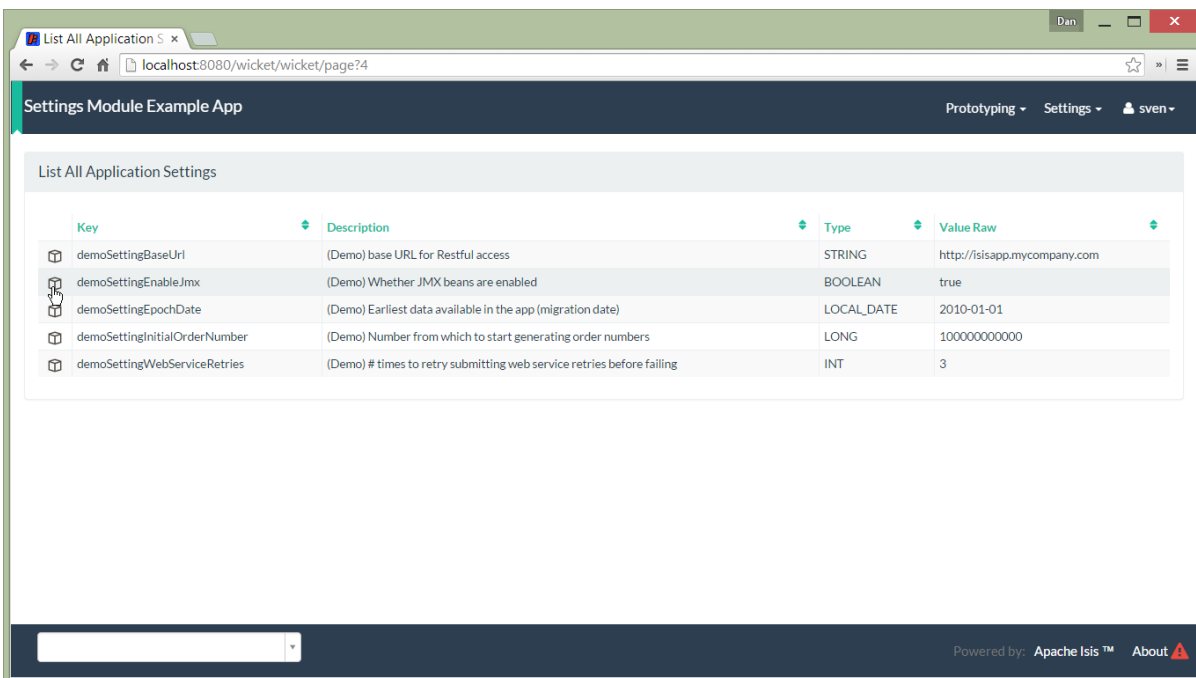 Dan
List All Application S
localhost:8080/wicket/wicket/page?4
Settings Module Example App Prototyping Settings sven
List All Application Settings
Key Description Type Value Raw
demoSettingBaseUrl (Demo) base URL for Restful access STRING http://isisapp.mycompany.com
demoSettingEnableJmx (Demo) Whether JMX beans are enabled BOOLEAN true
demoSettingEpochDate (Demo) Earliest data available in the app (migration date) LOCAL_DATE 2010-01-01
demoSettingInitialOrderNumber (Demo) Number from which to start generating order numbers LONG 100000000000
demoSettingWebServiceRetries (Demo) # times to retry submitting web service retries before failing INT 3
Powered by: Apache Isis ™ About